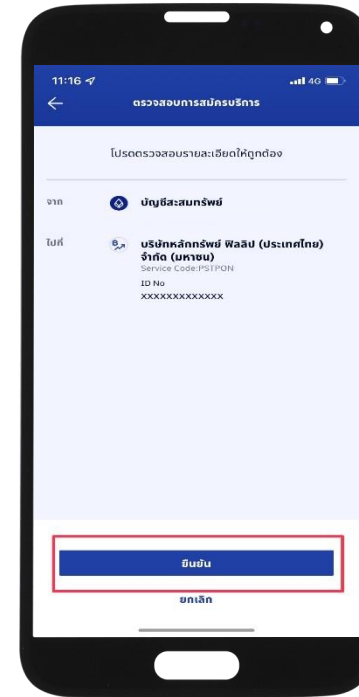 11:16 4G
ตรวจสอบการสมัครบริการ
โปรดตรวจสอบรายละเอียดให้ถูกต้อง
จาก บัญชีสะสมทรัพย์
ไปที่ บริษัทหลักทรัพย์ ฟิลลิป (ประเทศไทย)
จำกัด (มหาชน)
Service Code:PSTPON
ID No
XXXXXXXXXXXXX
ยืนยัน
ยกเลิก